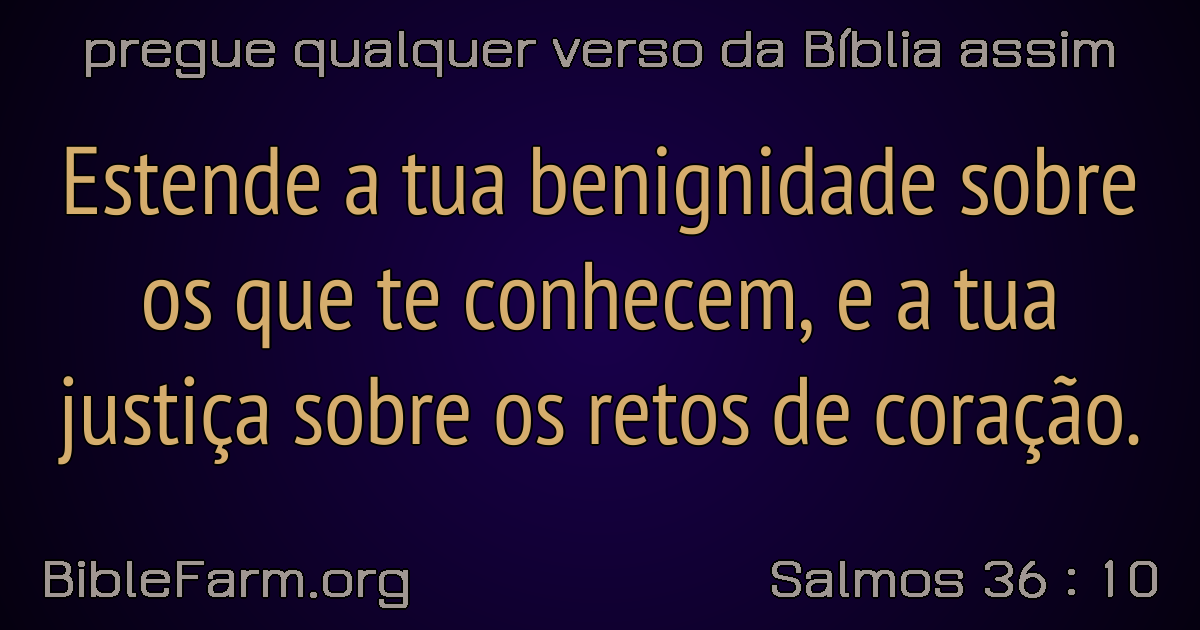 pregue qualquer verso da Bíblia assim
Estende a tua benignidade sobre
os que te conhecem, e a tua
justiça sobre os retos de coração.
BibleFarm.org
Salmos 36 : 10